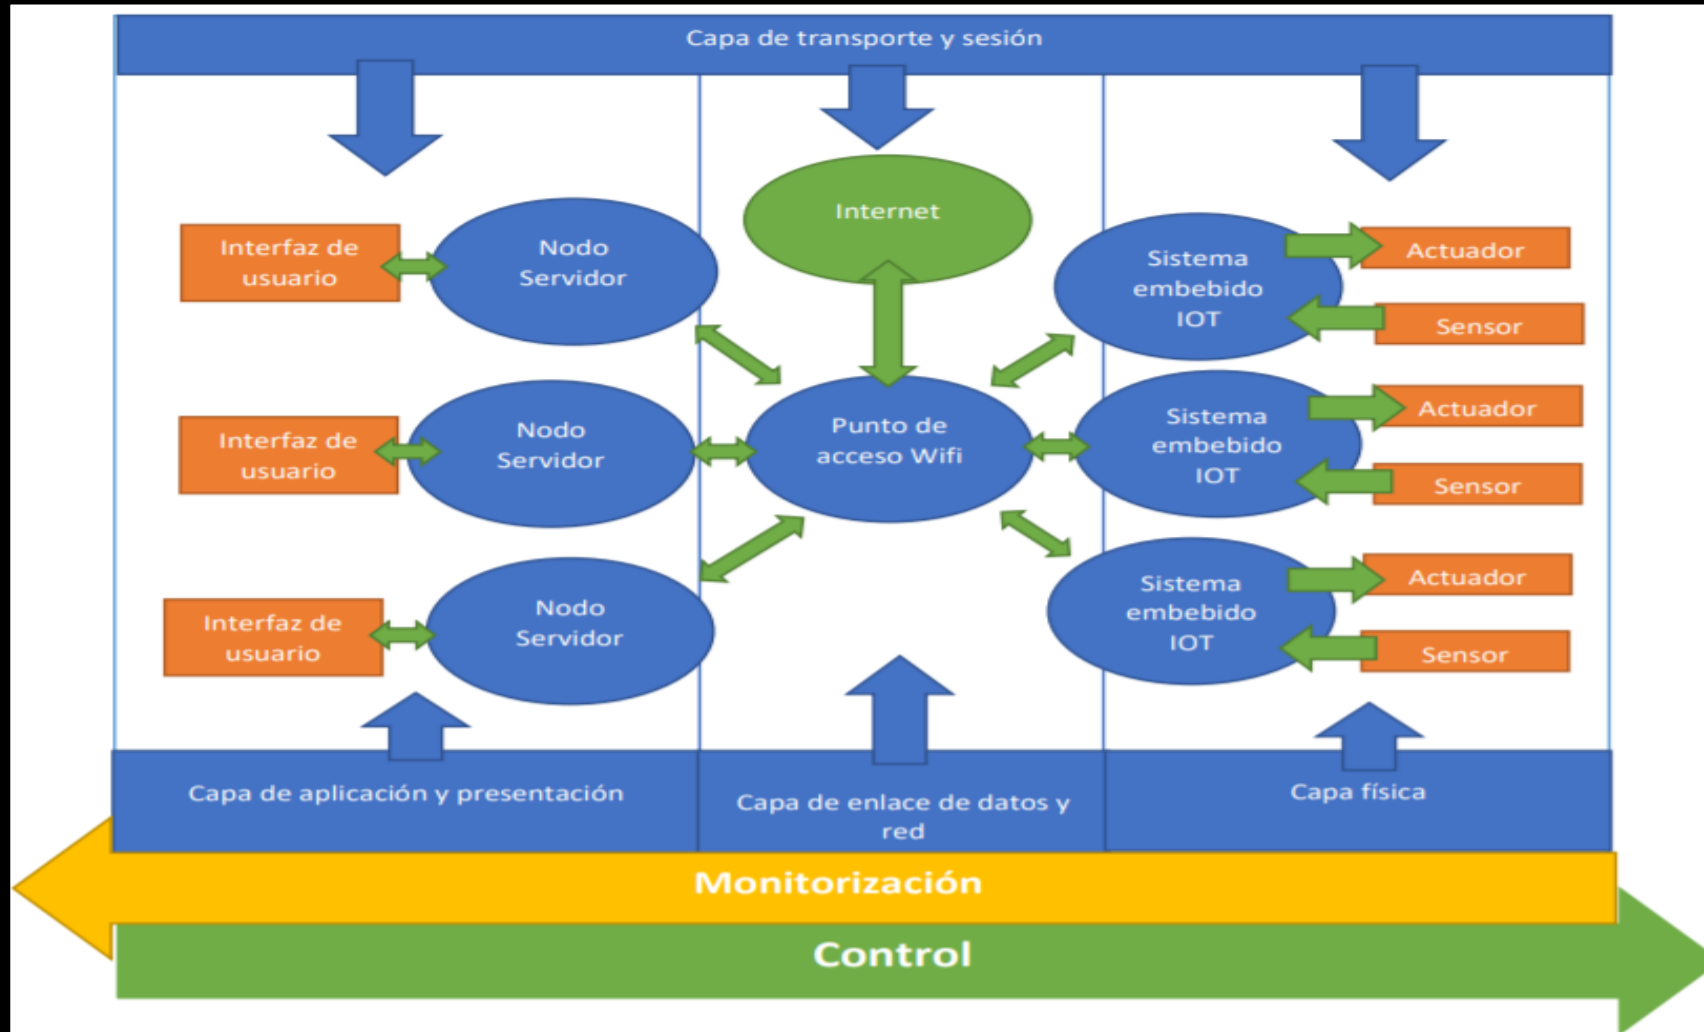 Capa de transporte y sesión
Internet
Interfaz de
usuario
Nodo
Servidor
Sistema
embebido
IOT
Actuador
Sensor
Interfaz de
usuario
Nodo
Servidor
Punto de
acceso Wifi
Sistema
embebido
IOT
Actuador
Sensor
Interfaz de
usuario
Nodo
Servidor
Sistema
embebido
IOT
Actuador
Sensor
Capa de aplicación y presentación
Capa de enlace de datos y
red
Capa física
Monitorización
Control